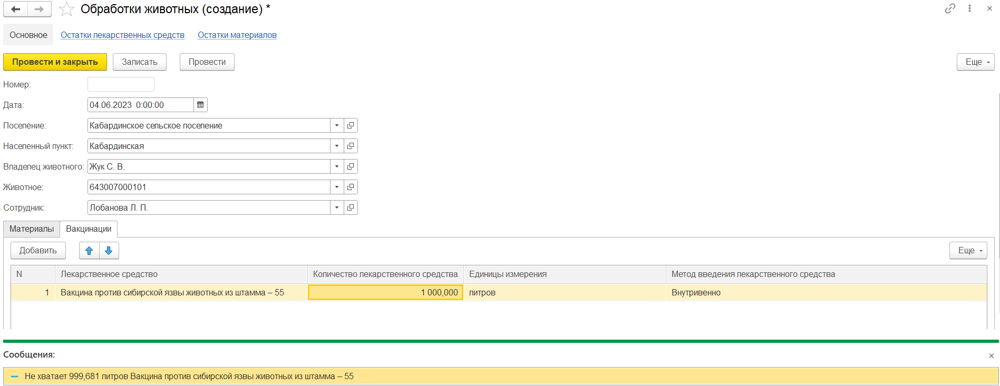 Обработки животных (создание) *
Основное Остатки лекарственных средств Остатки материалов
Провести и закрыть Записать Провести Еще
Номер:
Дата: 04.06.2023 0:00:00
Поселение: Кабардинское сельское поселение
Населенный пункт: Кабардинская
Владелец животного: Жук С. В.
Животное: 643007000101
Сотрудник: Лобанова Л. П.
Материалы Вакцинации
Добавить Еще
N Лекарственное средство Количество лекарственного средства Единицы измерения Метод введения лекарственного средства
1 Вакцина против сибирской язвы животных из штамма – 55 1 000,000 литров Внутривенно
Сообщения:
Не хватает 999,681 литров Вакцина против сибирской язвы животных из штамма – 55